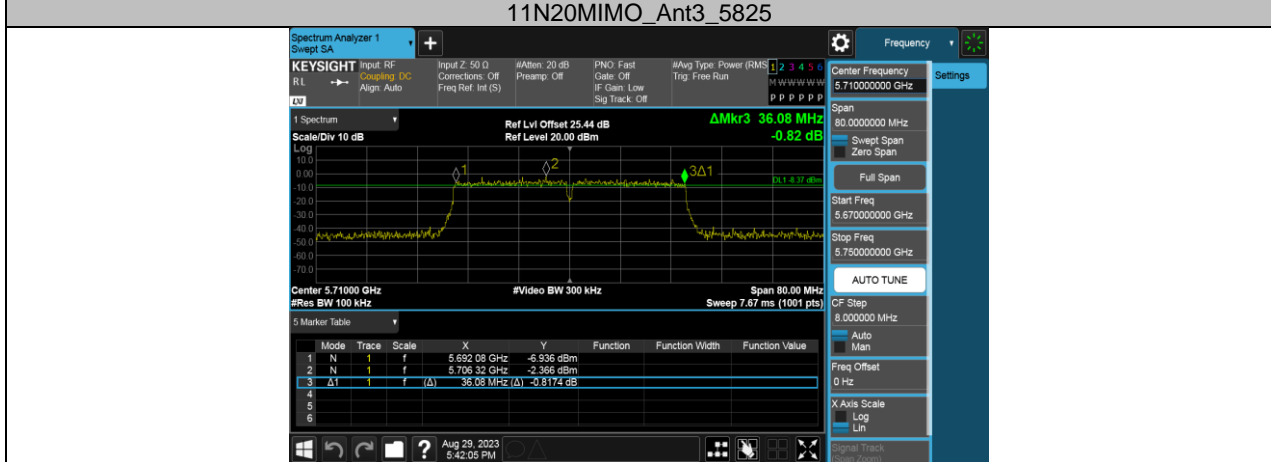 11N20MIMO_Ant3_5825
Spectrum Analyzer 1
Swept SA
Frequency
KEYSIGHT Input: RF
RL Coupling: DC
Align: Auto
LXI
Input Z: 50 Ω
Corrections: Off
Freq Ref: Int (S)
#Atten: 20 dB
Preamp: Off
PNO: Fast
Gate: Off
IF Gain: Low
Sig Track: Off
#Avg Type: Power (RMS
Trig: Free Run
1 2 3 4 5 6
M W W W W W
P P P P P P
Center Frequency
5.710000000 GHz
Settings
Span
80.0000000 MHz
Swept Span
Zero Span
Full Span
Start Freq
5.670000000 GHz
Stop Freq
5.750000000 GHz
AUTO TUNE
CF Step
8.000000 MHz
Auto
Man
Freq Offset
0 Hz
X Axis Scale
Log
Lin
Signal Track
(Span Zoom)
1 Spectrum
Scale/Div 10 dB
Ref Lvl Offset 25.44 dB
Ref Level 20.00 dBm
ΔMkr3 36.08 MHz
-0.82 dB
Log
10.0
0.00
-10.0
-20.0
-30.0
-40.0
-50.0
-60.0
-70.0
1
2
3Δ1
DL1 -8.37 dBm
Center 5.71000 GHz
#Res BW 100 kHz
#Video BW 300 kHz
Span 80.00 MHz
Sweep 7.67 ms (1001 pts)
5 Marker Table
Mode Trace Scale X Y Function Function Width Function Value
1 N 1 f 5.692 08 GHz -6.936 dBm
2 N 1 f 5.706 32 GHz -2.366 dBm
3 Δ1 1 f (Δ) 36.08 MHz (Δ) -0.8174 dB
4
5
6
Aug 29, 2023
5:42:05 PM